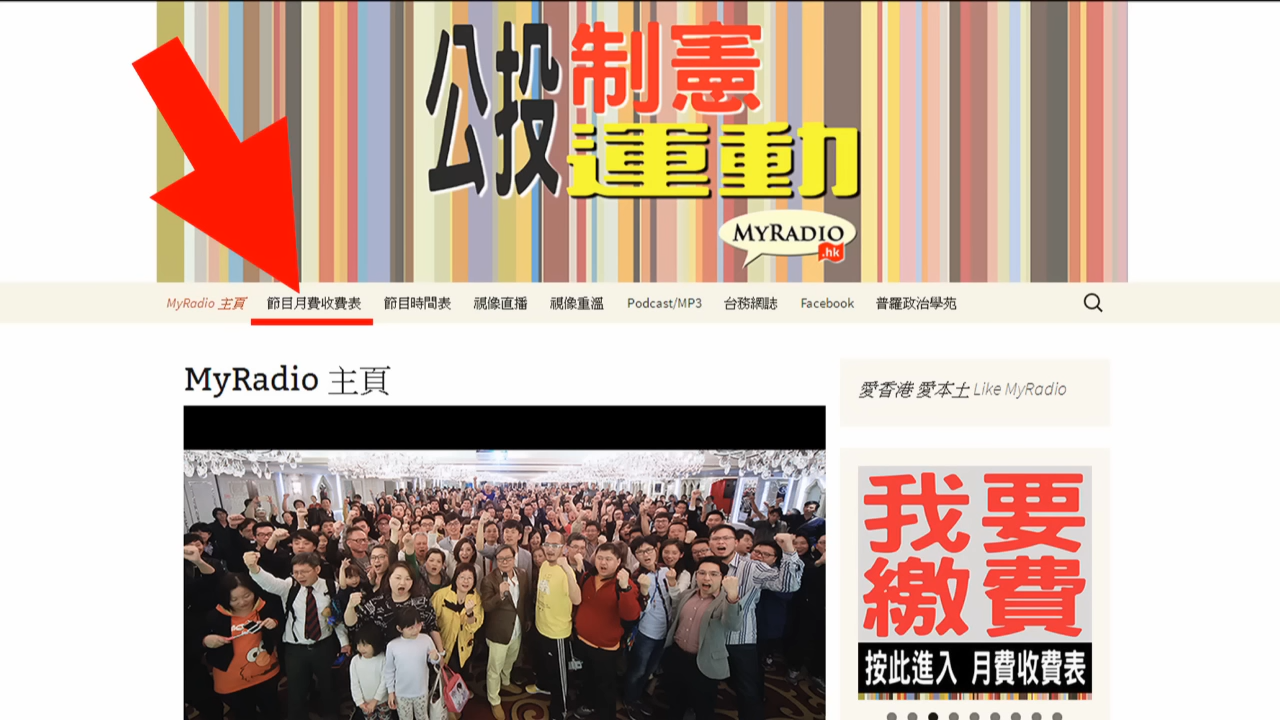 公投制憲
運動
MYRADIO
.hk
MyRadio 主頁 節目月費收費表 節目時間表 視像直播 視像重溫 Podcast/MP3 台務網誌 Facebook 普羅政治學苑
MyRadio 主頁
愛香港 愛本土 Like MyRadio
我要
繳費
按此進入 月費收費表